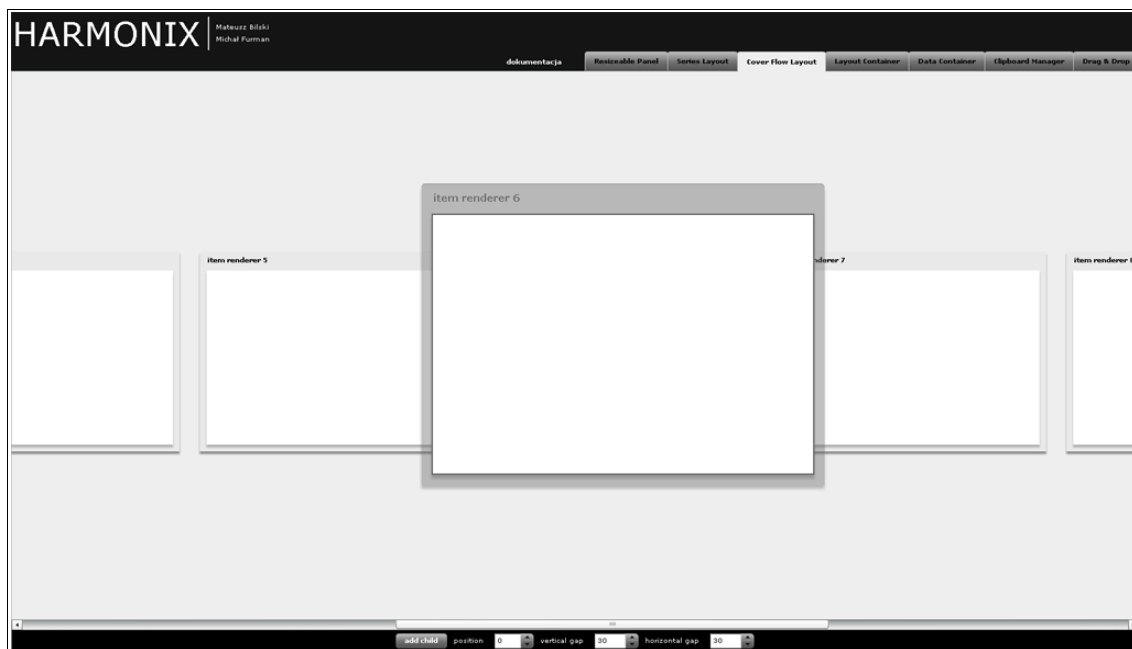 HARMONIX
Mateusz Bilski
Michał Furman
dokumentacja Resizeable Panel Series Layout Cover Flow Layout Layout Container Data Container Clipboard Manager Drag & Drop
item renderer 6
item renderer 5
nderer 7
item renderer
add child position 0 vertical gap 30 horizontal gap 30